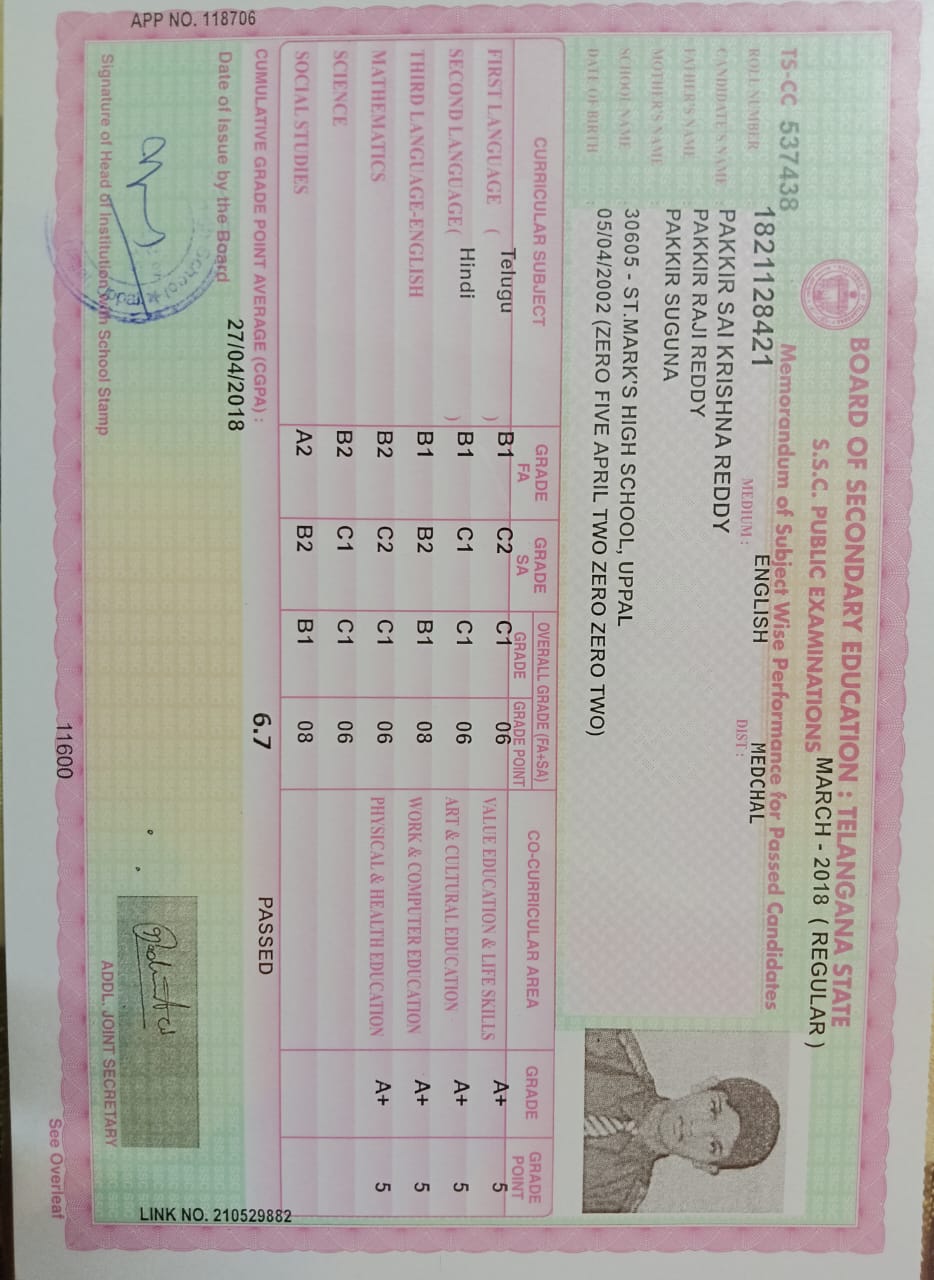 APP NO. 118706
BOARD OF SECONDARY EDUCATION : TELANGANA STATE
S.S.C. PUBLIC EXAMINATIONS MARCH - 2018 ( REGULAR )
Memorandum of Subject Wise Performance for Passed Candidates
TS-CC 537438
ROLL NUMBER : 1821128421 MEDIUM : ENGLISH DIST : MEDCHAL
CANDIDATE NAME : PAKKIR SAI KRISHNA REDDY
FATHER'S NAME : PAKKIR RAJI REDDY
MOTHER'S NAME : PAKKIR SUGUNA
SCHOOL NAME : 30605 - ST.MARK'S HIGH SCHOOL, UPPAL
DATE OF BIRTH : 05/04/2002 (ZERO FIVE APRIL TWO ZERO ZERO TWO)
CURRICULAR SUBJECT GRADE FA GRADE SA OVERALL GRADE (FA+SA) GRADE GRADE POINT CO-CURRICULAR AREA GRADE GRADE POINT
FIRST LANGUAGE ( Telugu ) B1 C2 C1 06 VALUE EDUCATION & LIFE SKILLS A+ 5
SECOND LANGUAGE ( Hindi ) B1 C1 C1 06 ART & CULTURAL EDUCATION A+ 5
THIRD LANGUAGE-ENGLISH B1 B2 B1 08 WORK & COMPUTER EDUCATION A+ 5
MATHEMATICS B2 C2 C1 06 PHYSICAL & HEALTH EDUCATION A+ 5
SCIENCE B2 C1 C1 06
SOCIAL STUDIES A2 B2 B1 08
CUMULATIVE GRADE POINT AVERAGE (CGPA) : 6.7 PASSED
Date of Issue by the Board 27/04/2018
LINK NO. 210529882
Signature of Head of Institution with School Stamp ADDL. JOINT SECRETARY
11600
See Overleaf